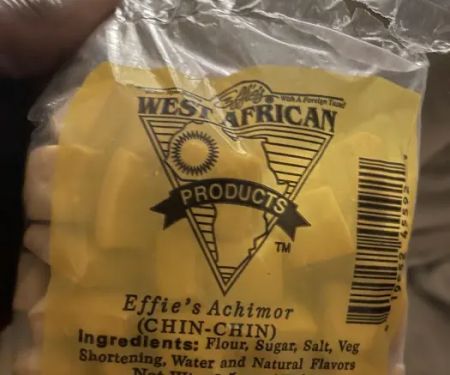 Effie's
With A Foreign Twist
WEST AFRICAN
PRODUCTS
TM
Effie's Achimor
(CHIN-CHIN)
Ingredients: Flour, Sugar, Salt, Veg
Shortening, Water and Natural Flavors